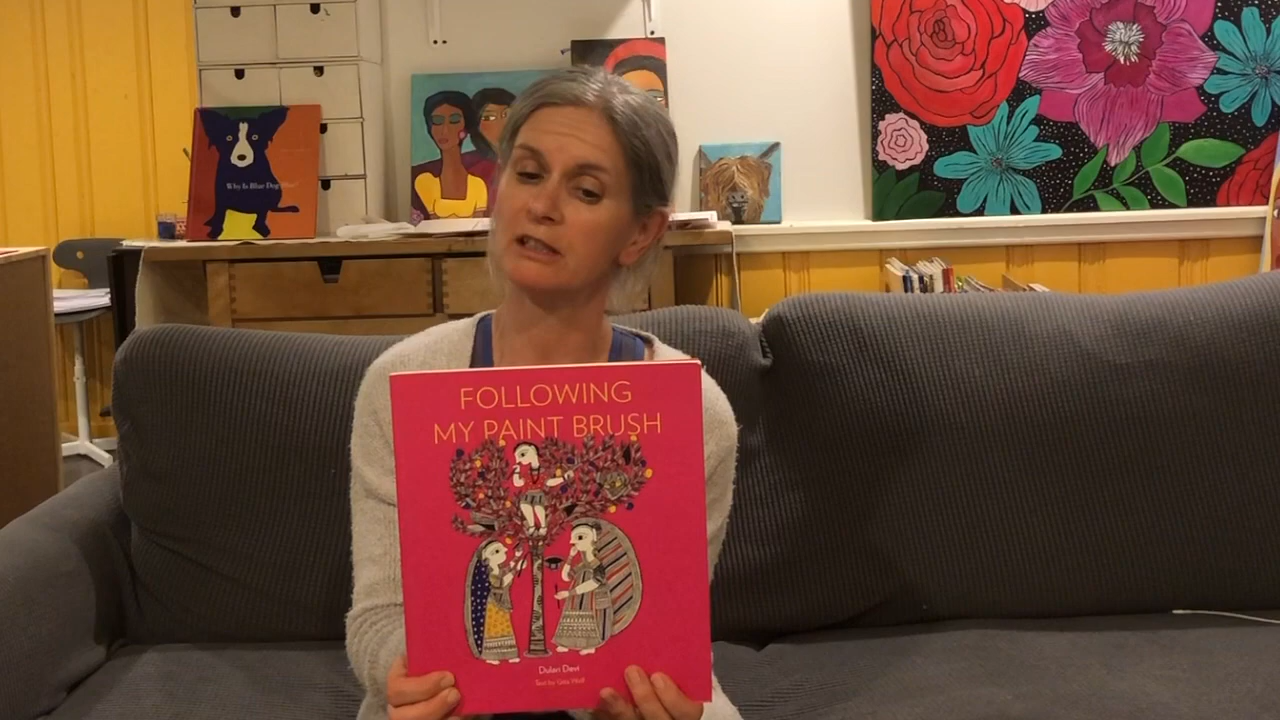 Why Is Blue Dog Blue?
FOLLOWING
MY PAINT BRUSH
Dulari Devi
Text by Gita Wolf